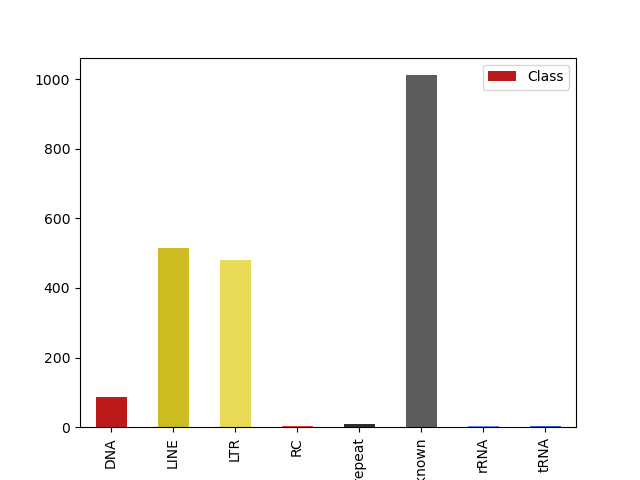 Class
1000
800
600
400
200
0
DNA
LINE
LTR
RC
repeat
known
rRNA
tRNA